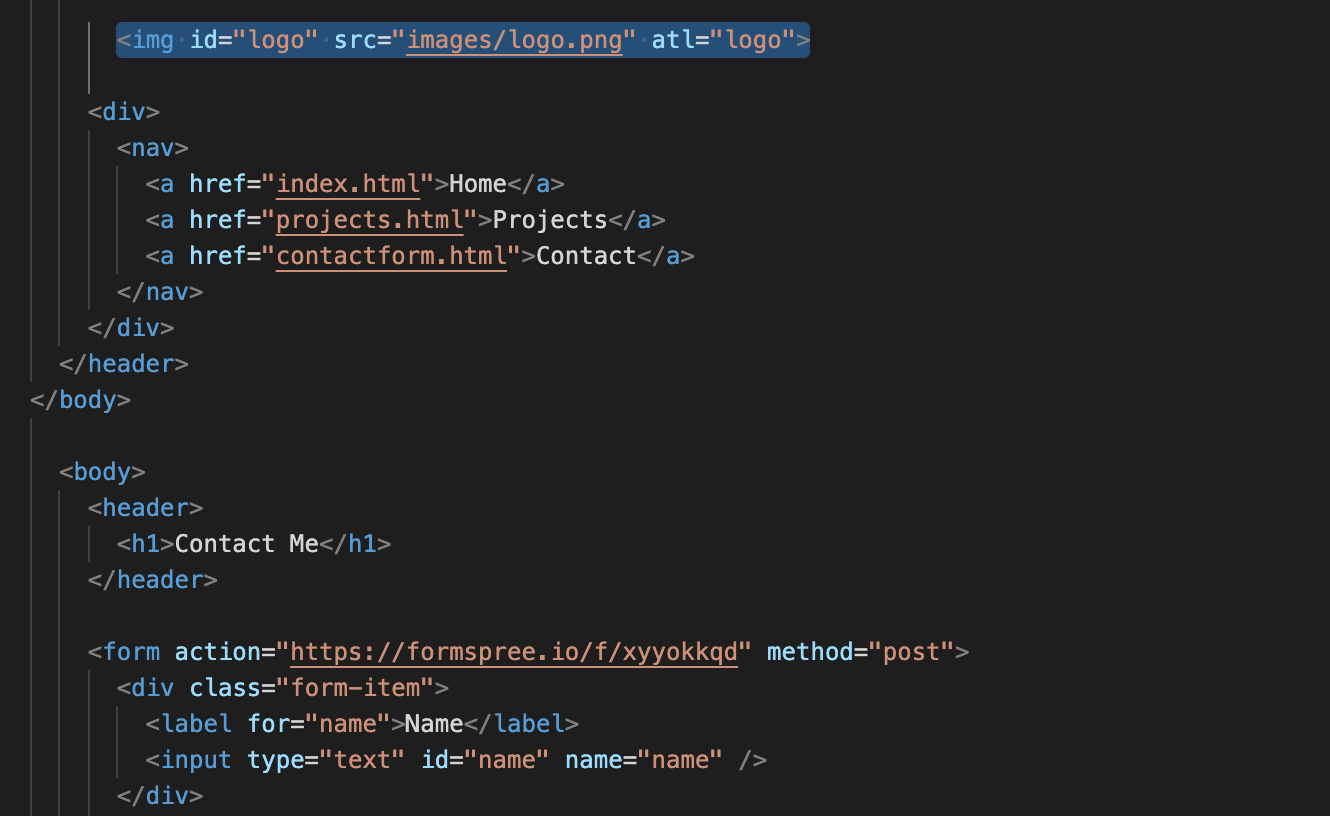 <img id="logo" src="images/logo.png" atl="logo">
<div>
<nav>
<a href="index.html">Home</a>
<a href="projects.html">Projects</a>
<a href="contactform.html">Contact</a>
</nav>
</div>
</header>
</body>
<body>
<header>
<h1>Contact Me</h1>
</header>
<form action="https://formspree.io/f/xyyokkqd" method="post">
<div class="form-item">
<label for="name">Name</label>
<input type="text" id="name" name="name" />
</div>